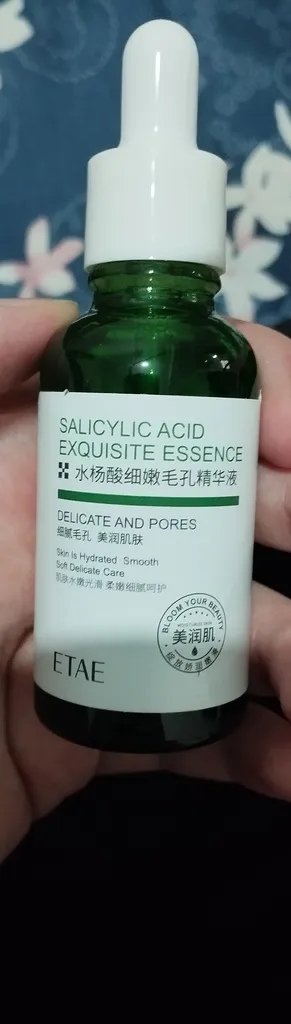 SALICYLIC ACID
EXQUISITE ESSENCE
水杨酸细嫩毛孔精华液
DELICATE AND PORES
细腻毛孔 美润肌肤
Skin Is Hydrated Smooth
Soft Delicate Care
肌肤水嫩光滑 柔嫩细腻呵护
BLOOM YOUR BEAUTY
MOISTURIZE SKIN
美润肌
ETAE